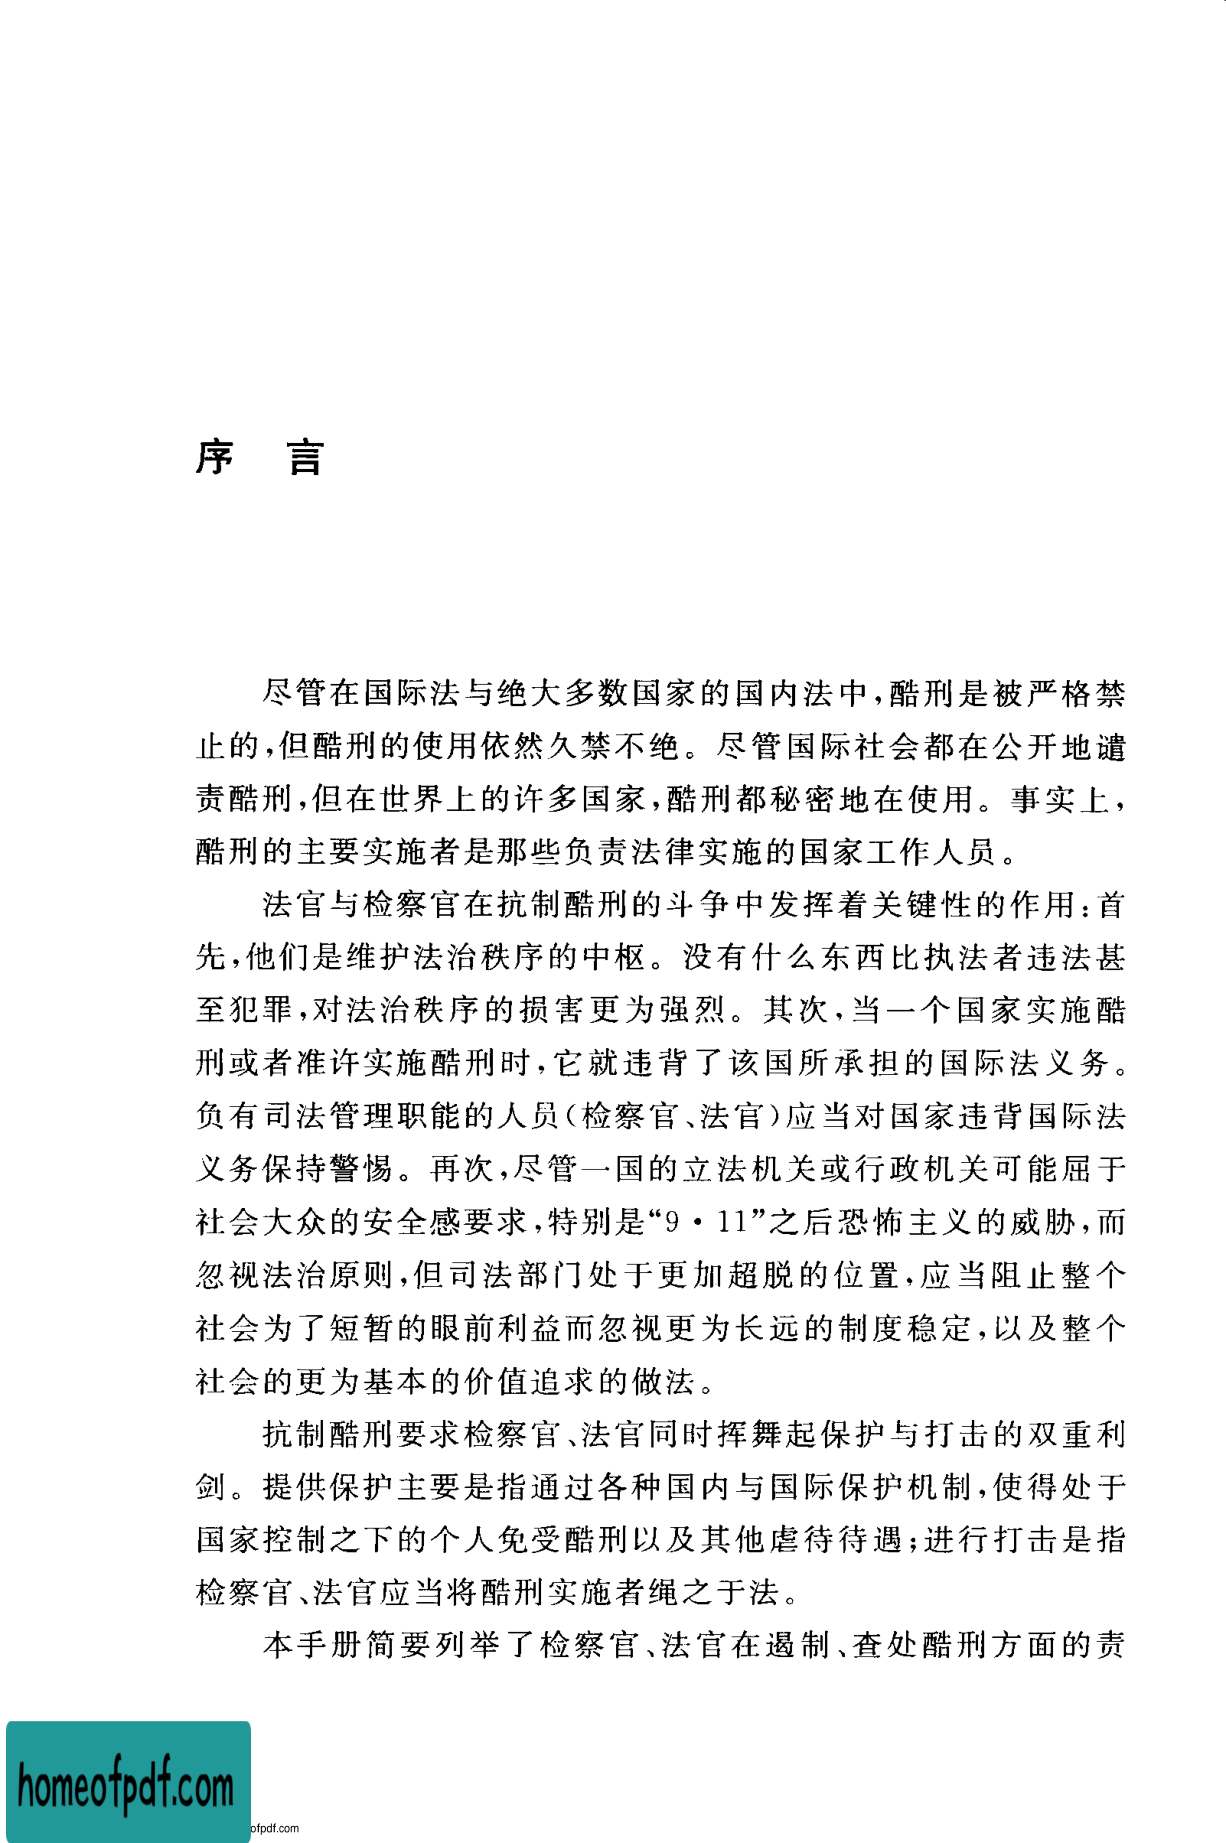 序 言
尽管在国际法与绝大多数国家的国内法中,酷刑是被严格禁
止的,但酷刑的使用依然久禁不绝。尽管国际社会都在公开地谴
责酷刑,但在世界上的许多国家,酷刑都秘密地在使用。事实上,
酷刑的主要实施者是那些负责法律实施的国家工作人员。
法官与检察官在抗制酷刑的斗争中发挥着关键性的作用:首
先,他们是维护法治秩序的中枢。没有什么东西比执法者违法甚
至犯罪,对法治秩序的损害更为强烈。其次,当一个国家实施酷
刑或者准许实施酷刑时,它就违背了该国所承担的国际法义务。
负有司法管理职能的人员(检察官、法官)应当对国家违背国际法
义务保持警惕。再次,尽管一国的立法机关或行政机关可能屈于
社会大众的安全感要求,特别是“9·11”之后恐怖主义的威胁,而
忽视法治原则,但司法部门处于更加超脱的位置,应当阻止整个
社会为了短暂的眼前利益而忽视更为长远的制度稳定,以及整个
社会的更为基本的价值追求的做法。
抗制酷刑要求检察官、法官同时挥舞起保护与打击的双重利
剑。提供保护主要是指通过各种国内与国际保护机制,使得处于
国家控制之下的个人免受酷刑以及其他虐待待遇;进行打击是指
检察官、法官应当将酷刑实施者绳之于法。
本手册简要列举了检察官、法官在遏制、查处酷刑方面的责
homeofpdf.com
ofpdf.com